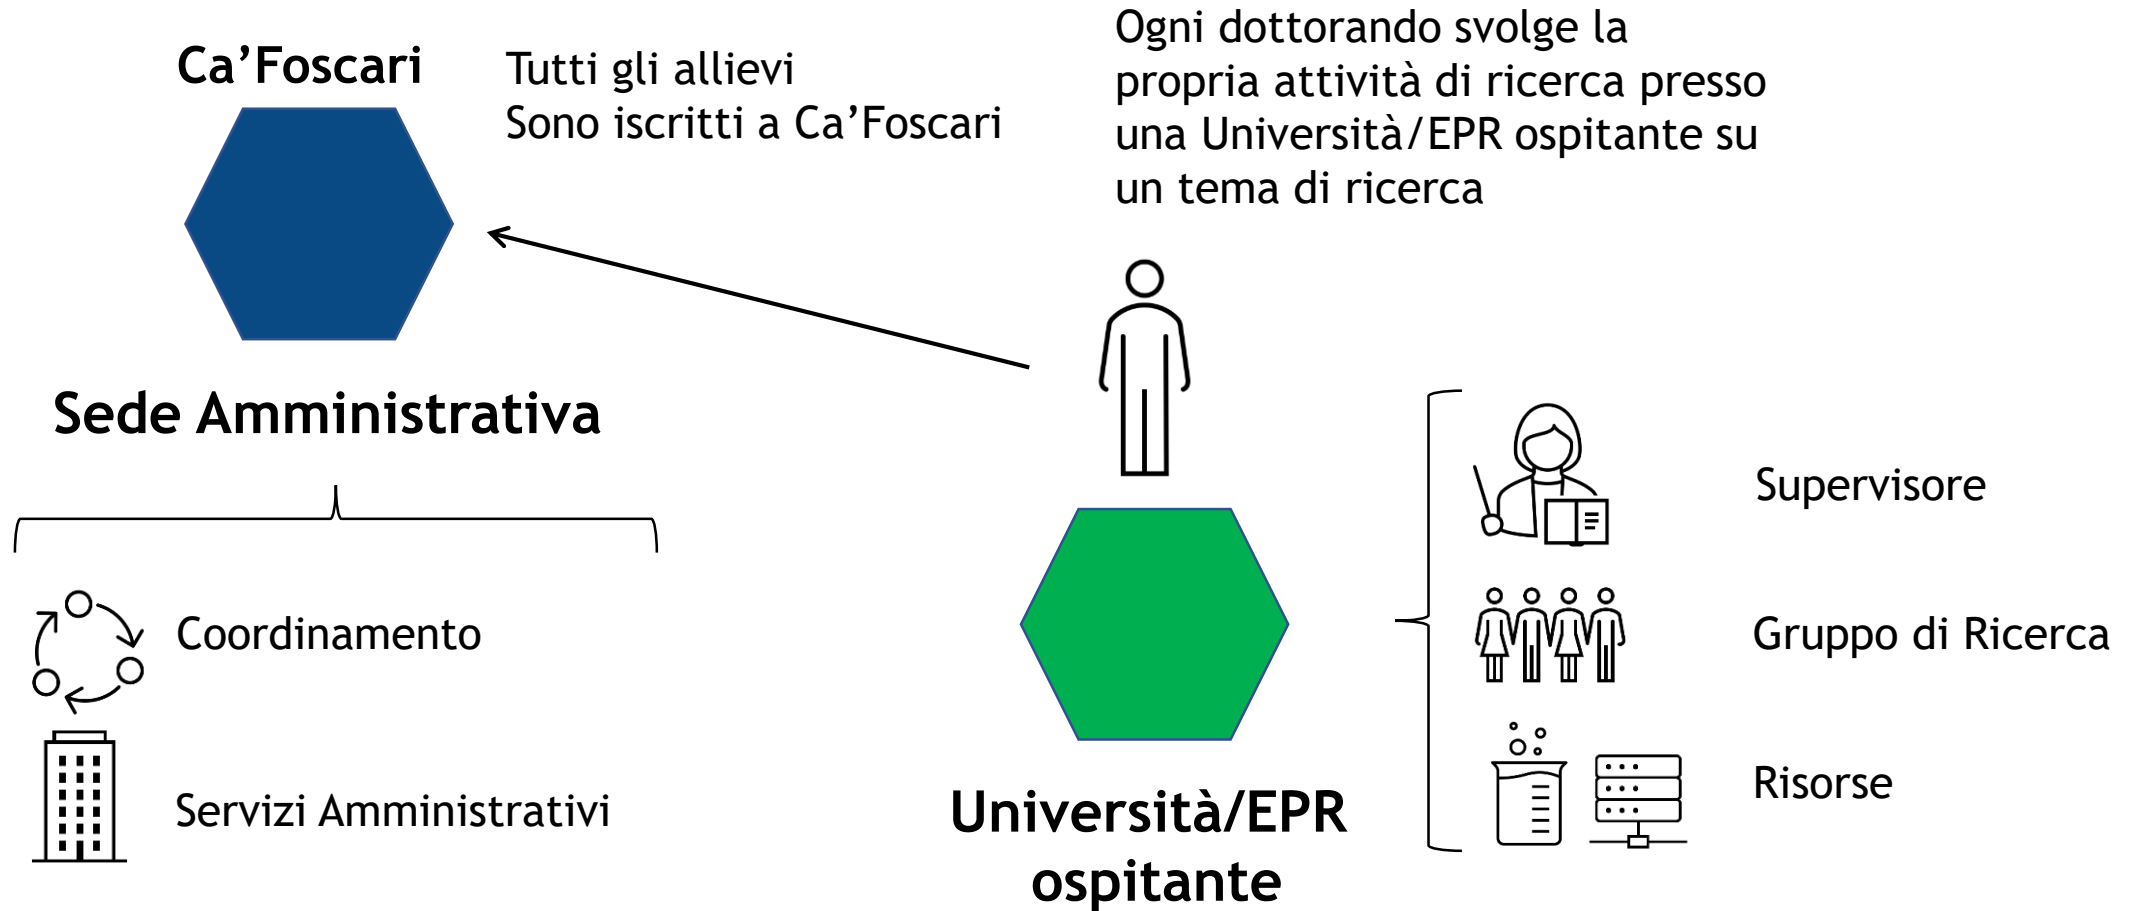 Ca’Foscari
Tutti gli allievi
Sono iscritti a Ca’Foscari
Ogni dottorando svolge la
propria attività di ricerca presso
una Università/EPR ospitante su
un tema di ricerca
Sede Amministrativa
Coordinamento
Servizi Amministrativi
Università/EPR
ospitante
Supervisore
Gruppo di Ricerca
Risorse